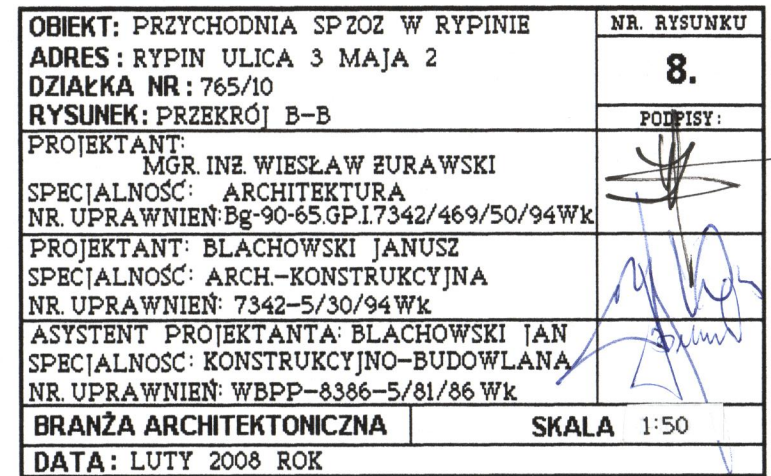 OBIEKT: PRZYCHODNIA SPZOZ W RYPINIE
NR. RYSUNKU
ADRES : RYPIN ULICA 3 MAJA 2
8.
DZIAŁKA NR : 765/10
RYSUNEK: PRZEKRÓJ B–B
PODPISY:
PROJEKTANT:
MGR. INŻ. WIESŁAW ŻURAWSKI
SPECJALNOŚĆ: ARCHITEKTURA
NR. UPRAWNIEŃ: Bg-90-65.GP.I.7342/469/50/94Wk
PROJEKTANT: BLACHOWSKI JANUSZ
SPECJALNOŚĆ: ARCH.–KONSTRUKCYJNA
NR. UPRAWNIEŃ: 7342–5/30/94Wk
ASYSTENT PROJEKTANTA: BLACHOWSKI JAN
SPECJALNOŚC: KONSTRUKCYJNO–BUDOWLANA
NR. UPRAWNIEŃ: WBPP–8386–5/81/86 Wk
BRANŻA ARCHITEKTONICZNA
SKALA 1:50
DATA: LUTY 2008 ROK